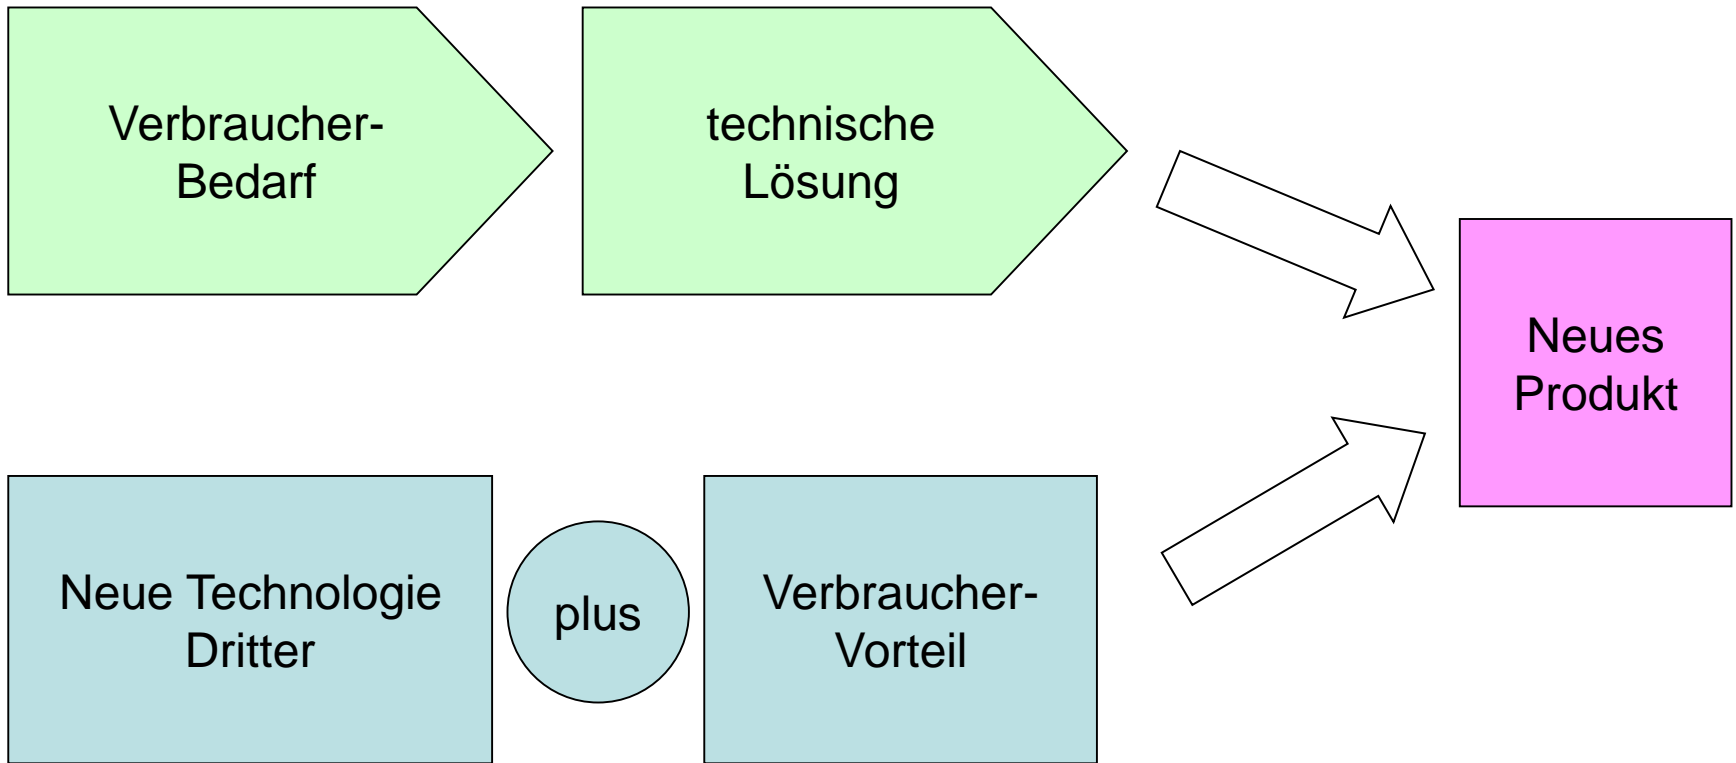 Verbraucher-
Bedarf
technische
Lösung
Neues
Produkt
Neue Technologie
Dritter
plus
Verbraucher-
Vorteil